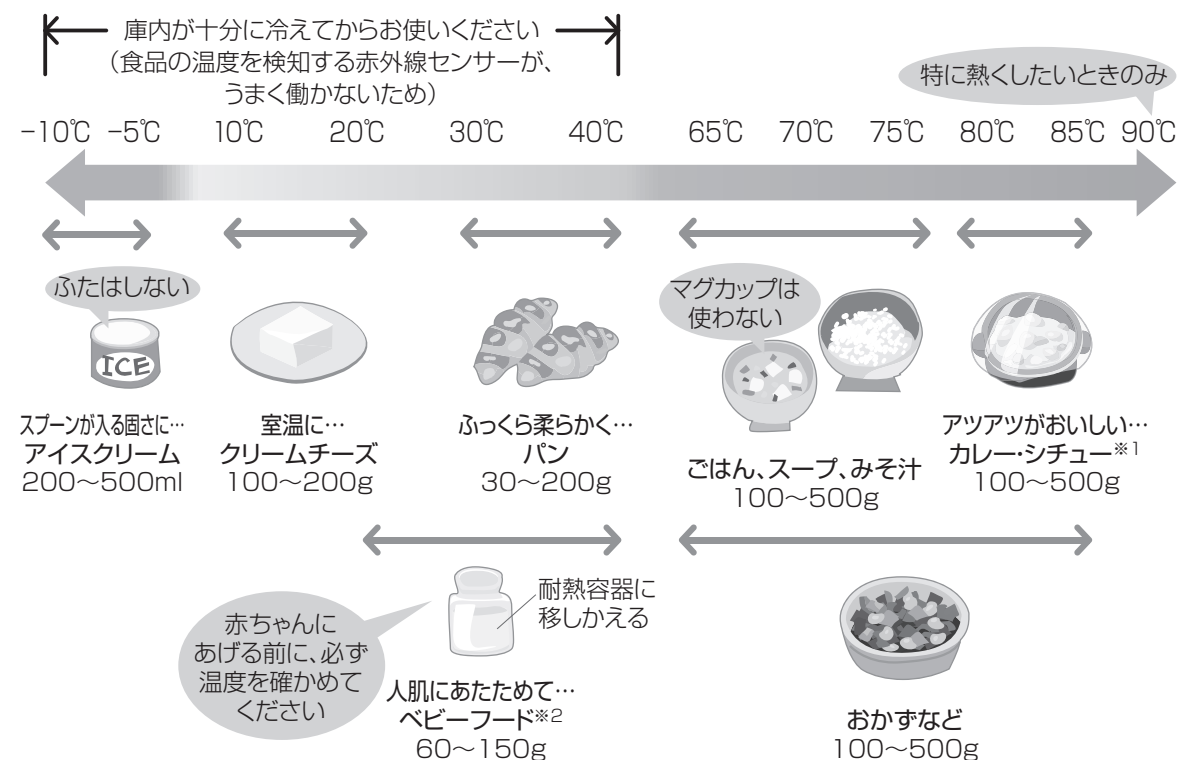 庫内が十分に冷えてからお使いください
（食品の温度を検知する赤外線センサーが、
うまく働かないため）
特に熱くしたいときのみ
-10℃ -5℃ 10℃ 20℃ 30℃ 40℃ 65℃ 70℃ 75℃ 80℃ 85℃ 90℃
ふたはしない
ICE
スプーンが入る固さに…
アイスクリーム
200～500ml
室温に…
クリームチーズ
100～200g
ふっくら柔らかく…
パン
30～200g
マグカップは
使わない
ごはん、スープ、みそ汁
100～500g
アツアツがおいしい…
カレー・シチュー※1
100～500g
赤ちゃんに
あげる前に、必ず
温度を確かめて
ください
耐熱容器に
移しかえる
人肌にあたためて…
ベビーフード※2
60～150g
おかずなど
100～500g